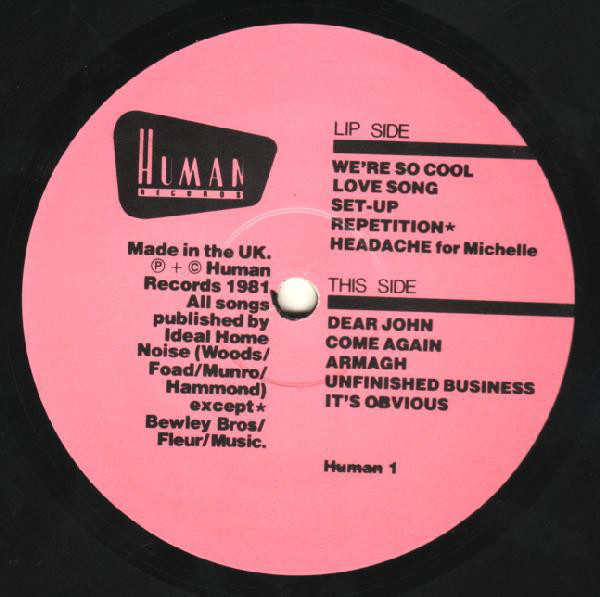 HUMAN
RECORDS
Made in the UK.
℗ + © Human
Records 1981
All songs
published by
Ideal Home
Noise (Woods/
Foad/Munro/
Hammond)
except*
Bewley Bros/
Fleur/Music.
LIP SIDE
WE'RE SO COOL
LOVE SONG
SET-UP
REPETITION*
HEADACHE for Michelle
THIS SIDE
DEAR JOHN
COME AGAIN
ARMAGH
UNFINISHED BUSINESS
IT'S OBVIOUS
Human 1